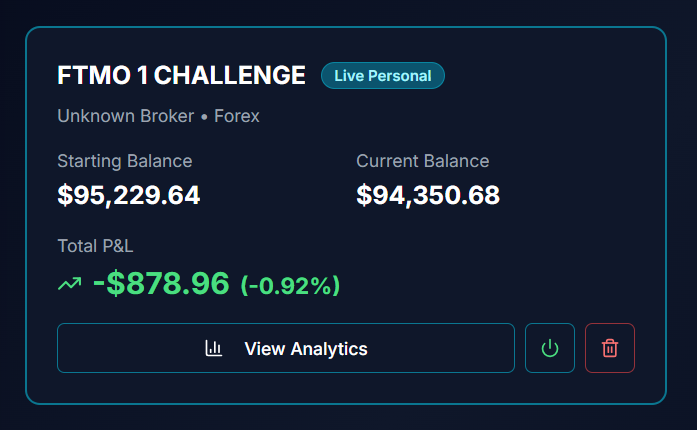 FTMO 1 CHALLENGE Live Personal
Unknown Broker • Forex
Starting Balance Current Balance
$95,229.64 $94,350.68
Total P&L
-$878.96 (-0.92%)
View Analytics